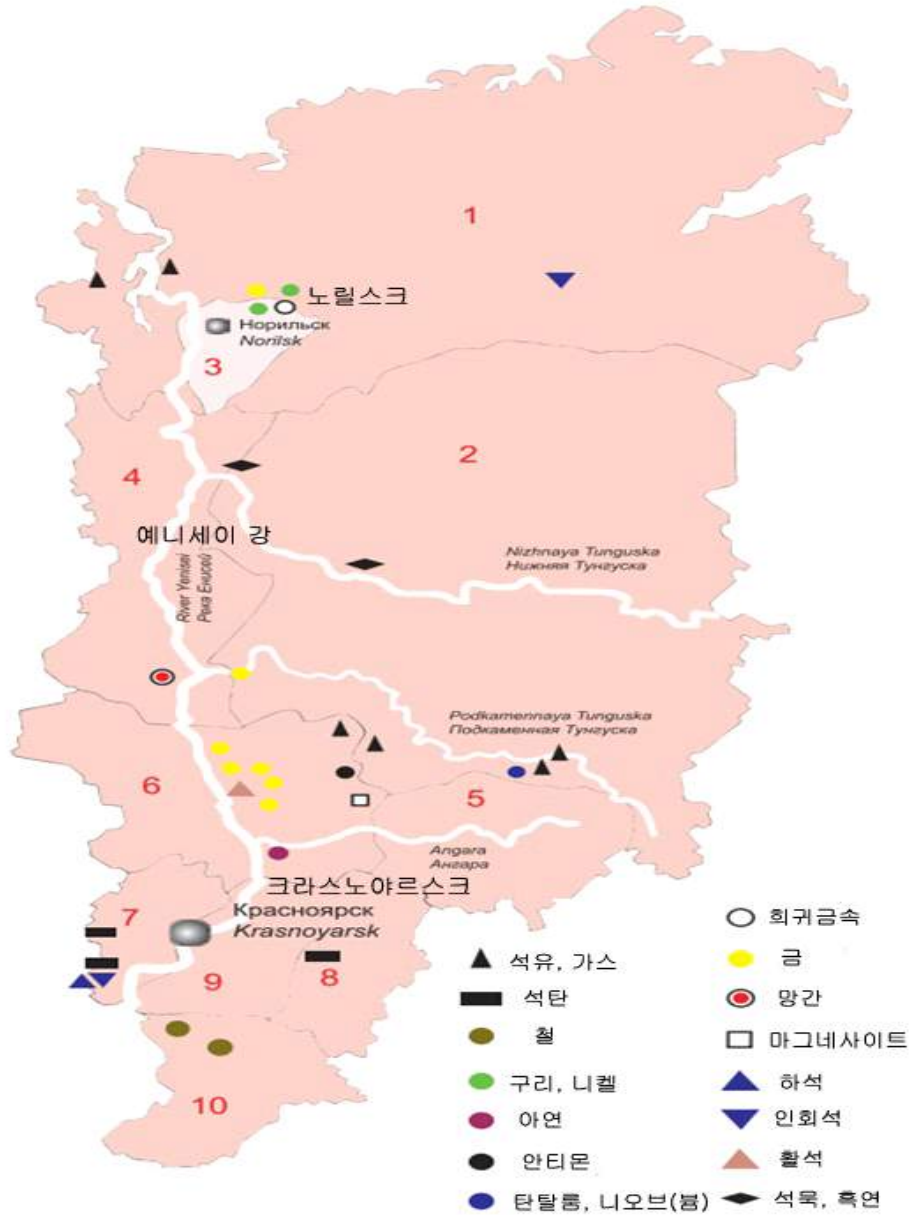 1
노릴스크
Норильск
Norilsk
3
2
4
예니세이 강
River Yenisei
Река Енисей
Nizhnaya Tunguska
Нижняя Тунгуска
Podkamennaya Tunguska
Подкаменная Тунгуска
6
5
Angara
Ангара
크라스노야르스크
Красноярск
Krasnoyarsk
7
8
9
10
석유, 가스
석탄
철
구리, 니켈
아연
안티몬
탄탈룸, 니오브(븀)
희귀금속
금
망간
마그네사이트
하석
인회석
활석
석묵, 흑연